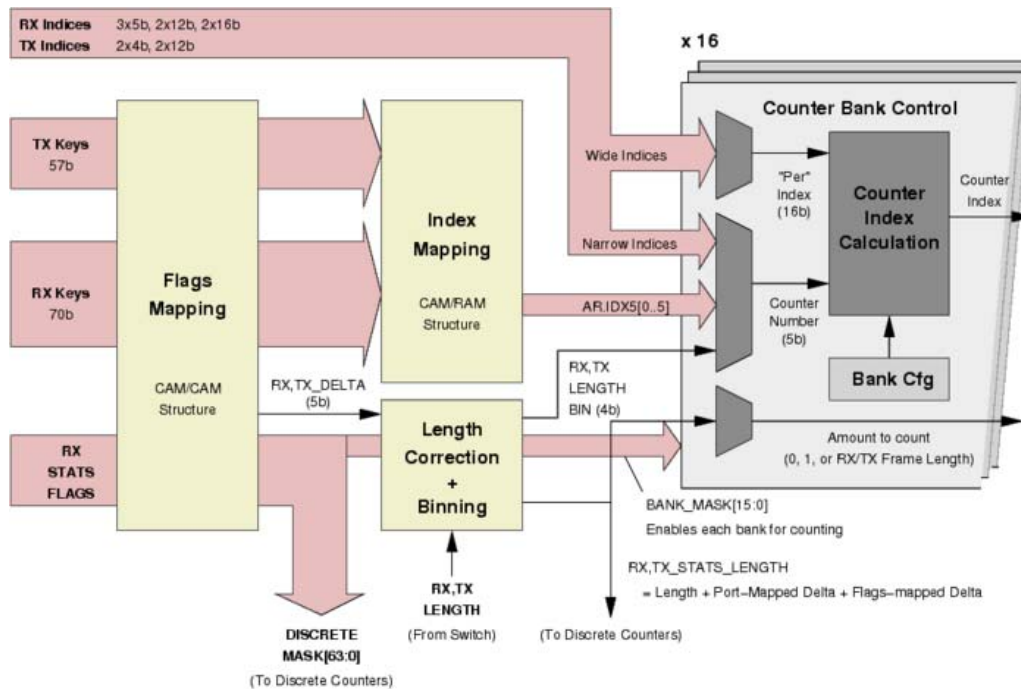 RX Indices 3x5b, 2x12b, 2x16b
TX Indices 2x4b, 2x12b
x 16
Counter Bank Control
TX Keys
57b
RX Keys
70b
RX
STATS
FLAGS
Flags
Mapping
CAM/CAM
Structure
Index
Mapping
CAM/RAM
Structure
RX,TX_DELTA
(5b)
Length
Correction
+
Binning
RX,TX
LENGTH
(From Switch)
DISCRETE
MASK[63:0]
(To Discrete Counters)
Wide Indices
Narrow Indices
AR.IDX5[0..5]
RX,TX
LENGTH
BIN (4b)
"Per"
Index
(16b)
Counter
Index
Calculation
Counter
Index
Counter
Number
(5b)
Bank Cfg
Amount to count
(0, 1, or RX/TX Frame Length)
BANK_MASK[15:0]
Enables each bank for counting
RX,TX_STATS_LENGTH
= Length + Port-Mapped Delta + Flags-mapped Delta
(To Discrete Counters)